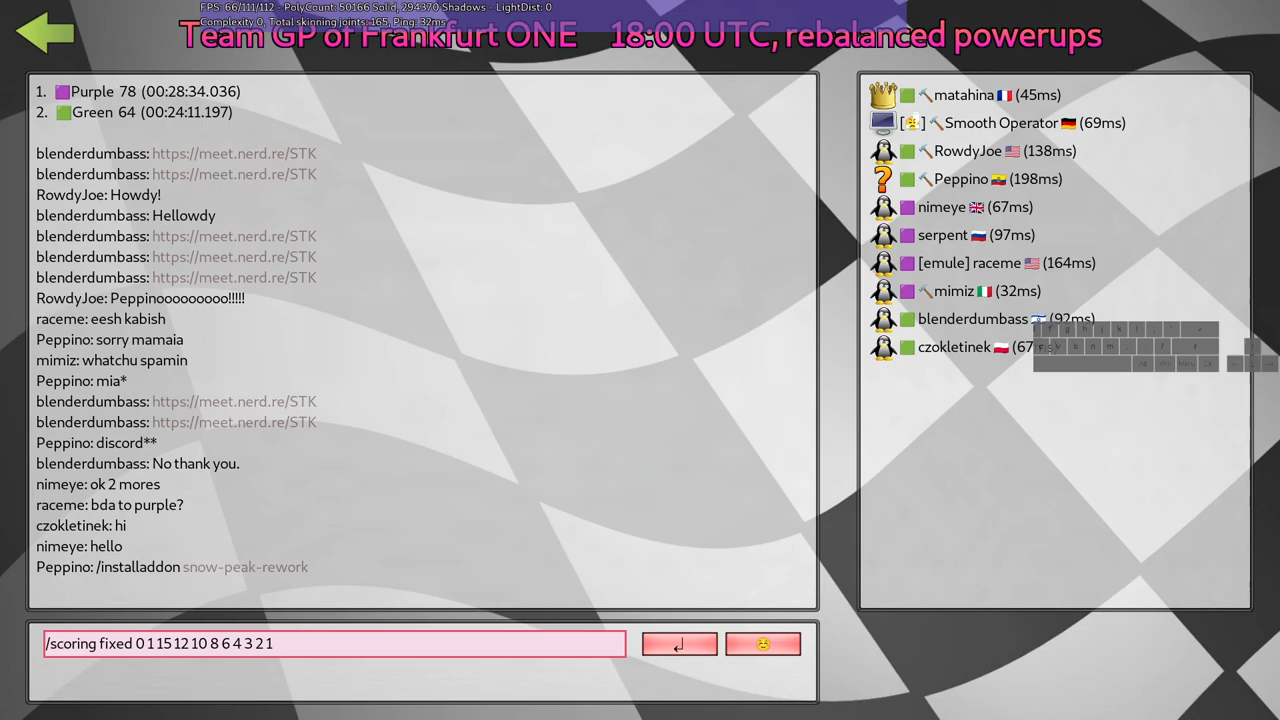 FPS: 66/111/112 - PolyCount: 50166 Solid, 294370 Shadows - LightDist: 0
Complexity 0, Total skinning joints: 165, Ping: 32ms
Team GP of Frankfurt ONE 18:00 UTC, rebalanced powerups
1. Purple 78 (00:28:34.036)
2. Green 64 (00:24:11.197)
blenderdumbass: https://meet.nerd.re/STK
blenderdumbass: https://meet.nerd.re/STK
RowdyJoe: Howdy!
blenderdumbass: Hellowdy
blenderdumbass: https://meet.nerd.re/STK
blenderdumbass: https://meet.nerd.re/STK
blenderdumbass: https://meet.nerd.re/STK
RowdyJoe: Peppinooooooooo!!!!!
raceme: eesh kabish
Peppino: sorry mamaia
mimiz: whatchu spamin
Peppino: mia*
blenderdumbass: https://meet.nerd.re/STK
blenderdumbass: https://meet.nerd.re/STK
Peppino: discord**
blenderdumbass: No thank you.
nimeye: ok 2 mores
raceme: bda to purple?
czokletinek: hi
nimeye: hello
Peppino: /installaddon snow-peak-rework
/scoring fixed 0 1 15 12 10 8 6 4 3 2 1
matahina (45ms)
Smooth Operator (69ms)
RowdyJoe (138ms)
Peppino (198ms)
nimeye (67ms)
serpent (97ms)
[emule] raceme (164ms)
mimiz (32ms)
blenderdumbass (92ms)
czokletinek (67